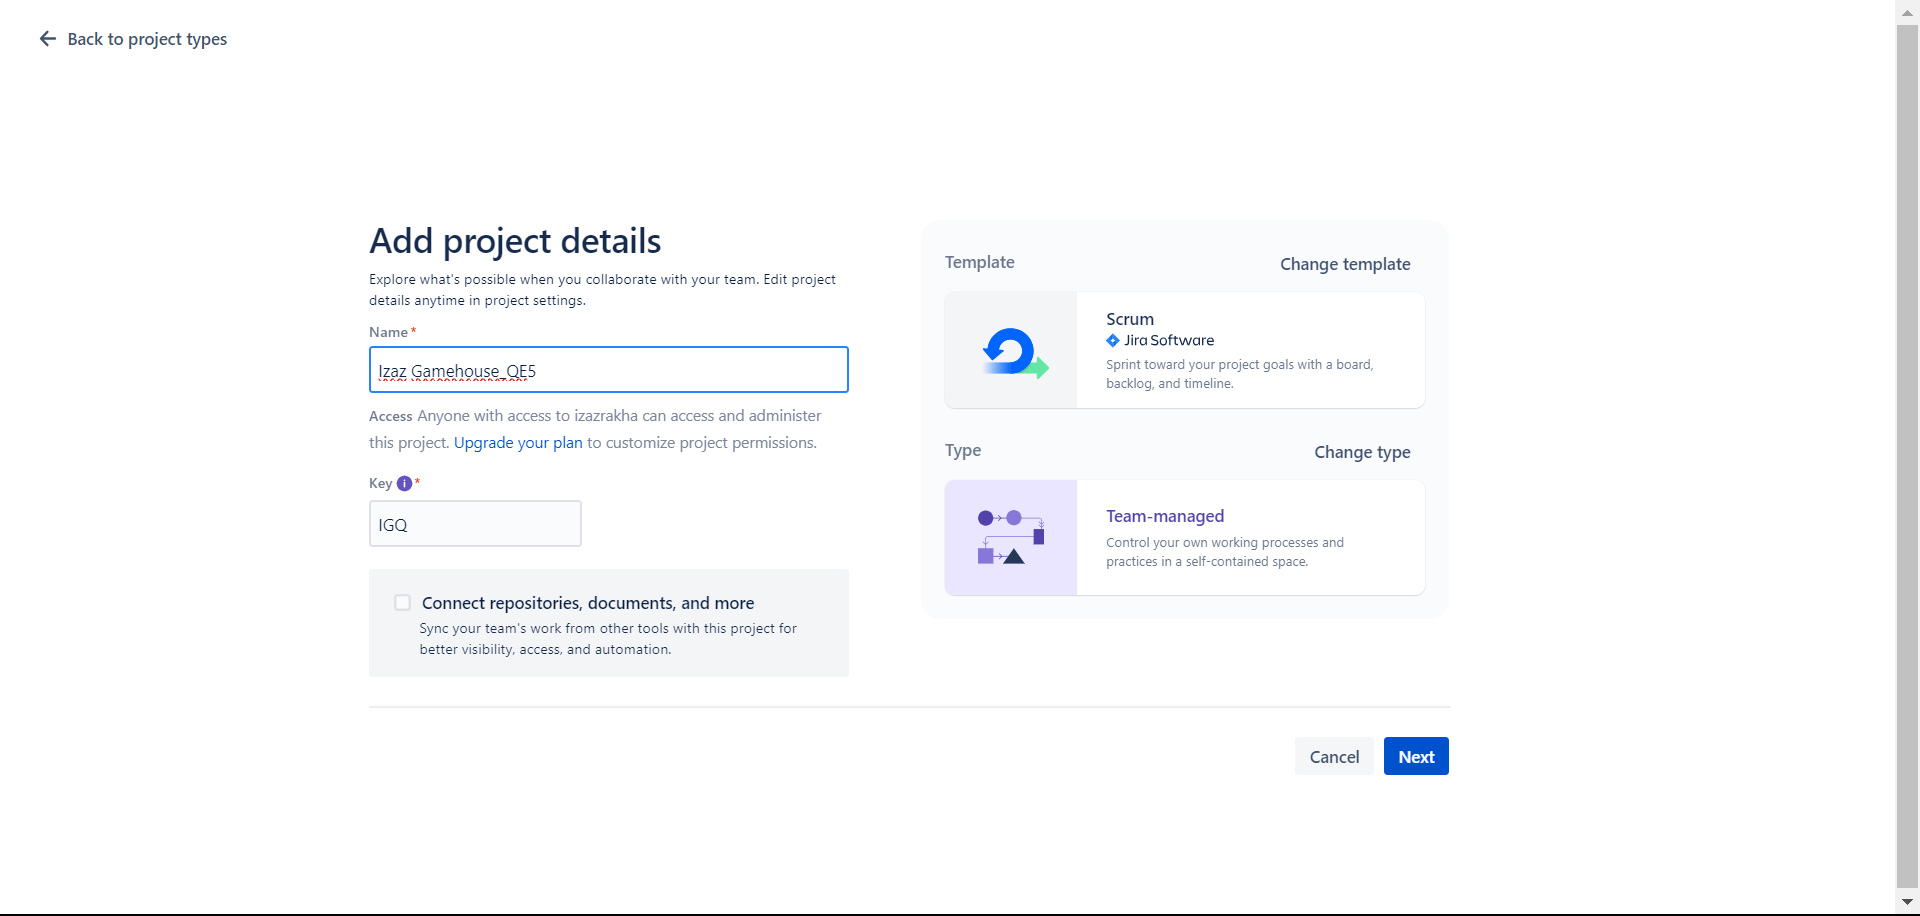 Back to project types
Add project details
Explore what's possible when you collaborate with your team. Edit project
details anytime in project settings.
Name *
Izaz Gamehouse_QE5
Access Anyone with access to izazrakha can access and administer
this project. Upgrade your plan to customize project permissions.
Key i *
IGQ
Connect repositories, documents, and more
Sync your team's work from other tools with this project for
better visibility, access, and automation.
Template
Change template
Scrum
Jira Software
Sprint toward your project goals with a board,
backlog, and timeline.
Type
Change type
Team-managed
Control your own working processes and
practices in a self-contained space.
Cancel
Next